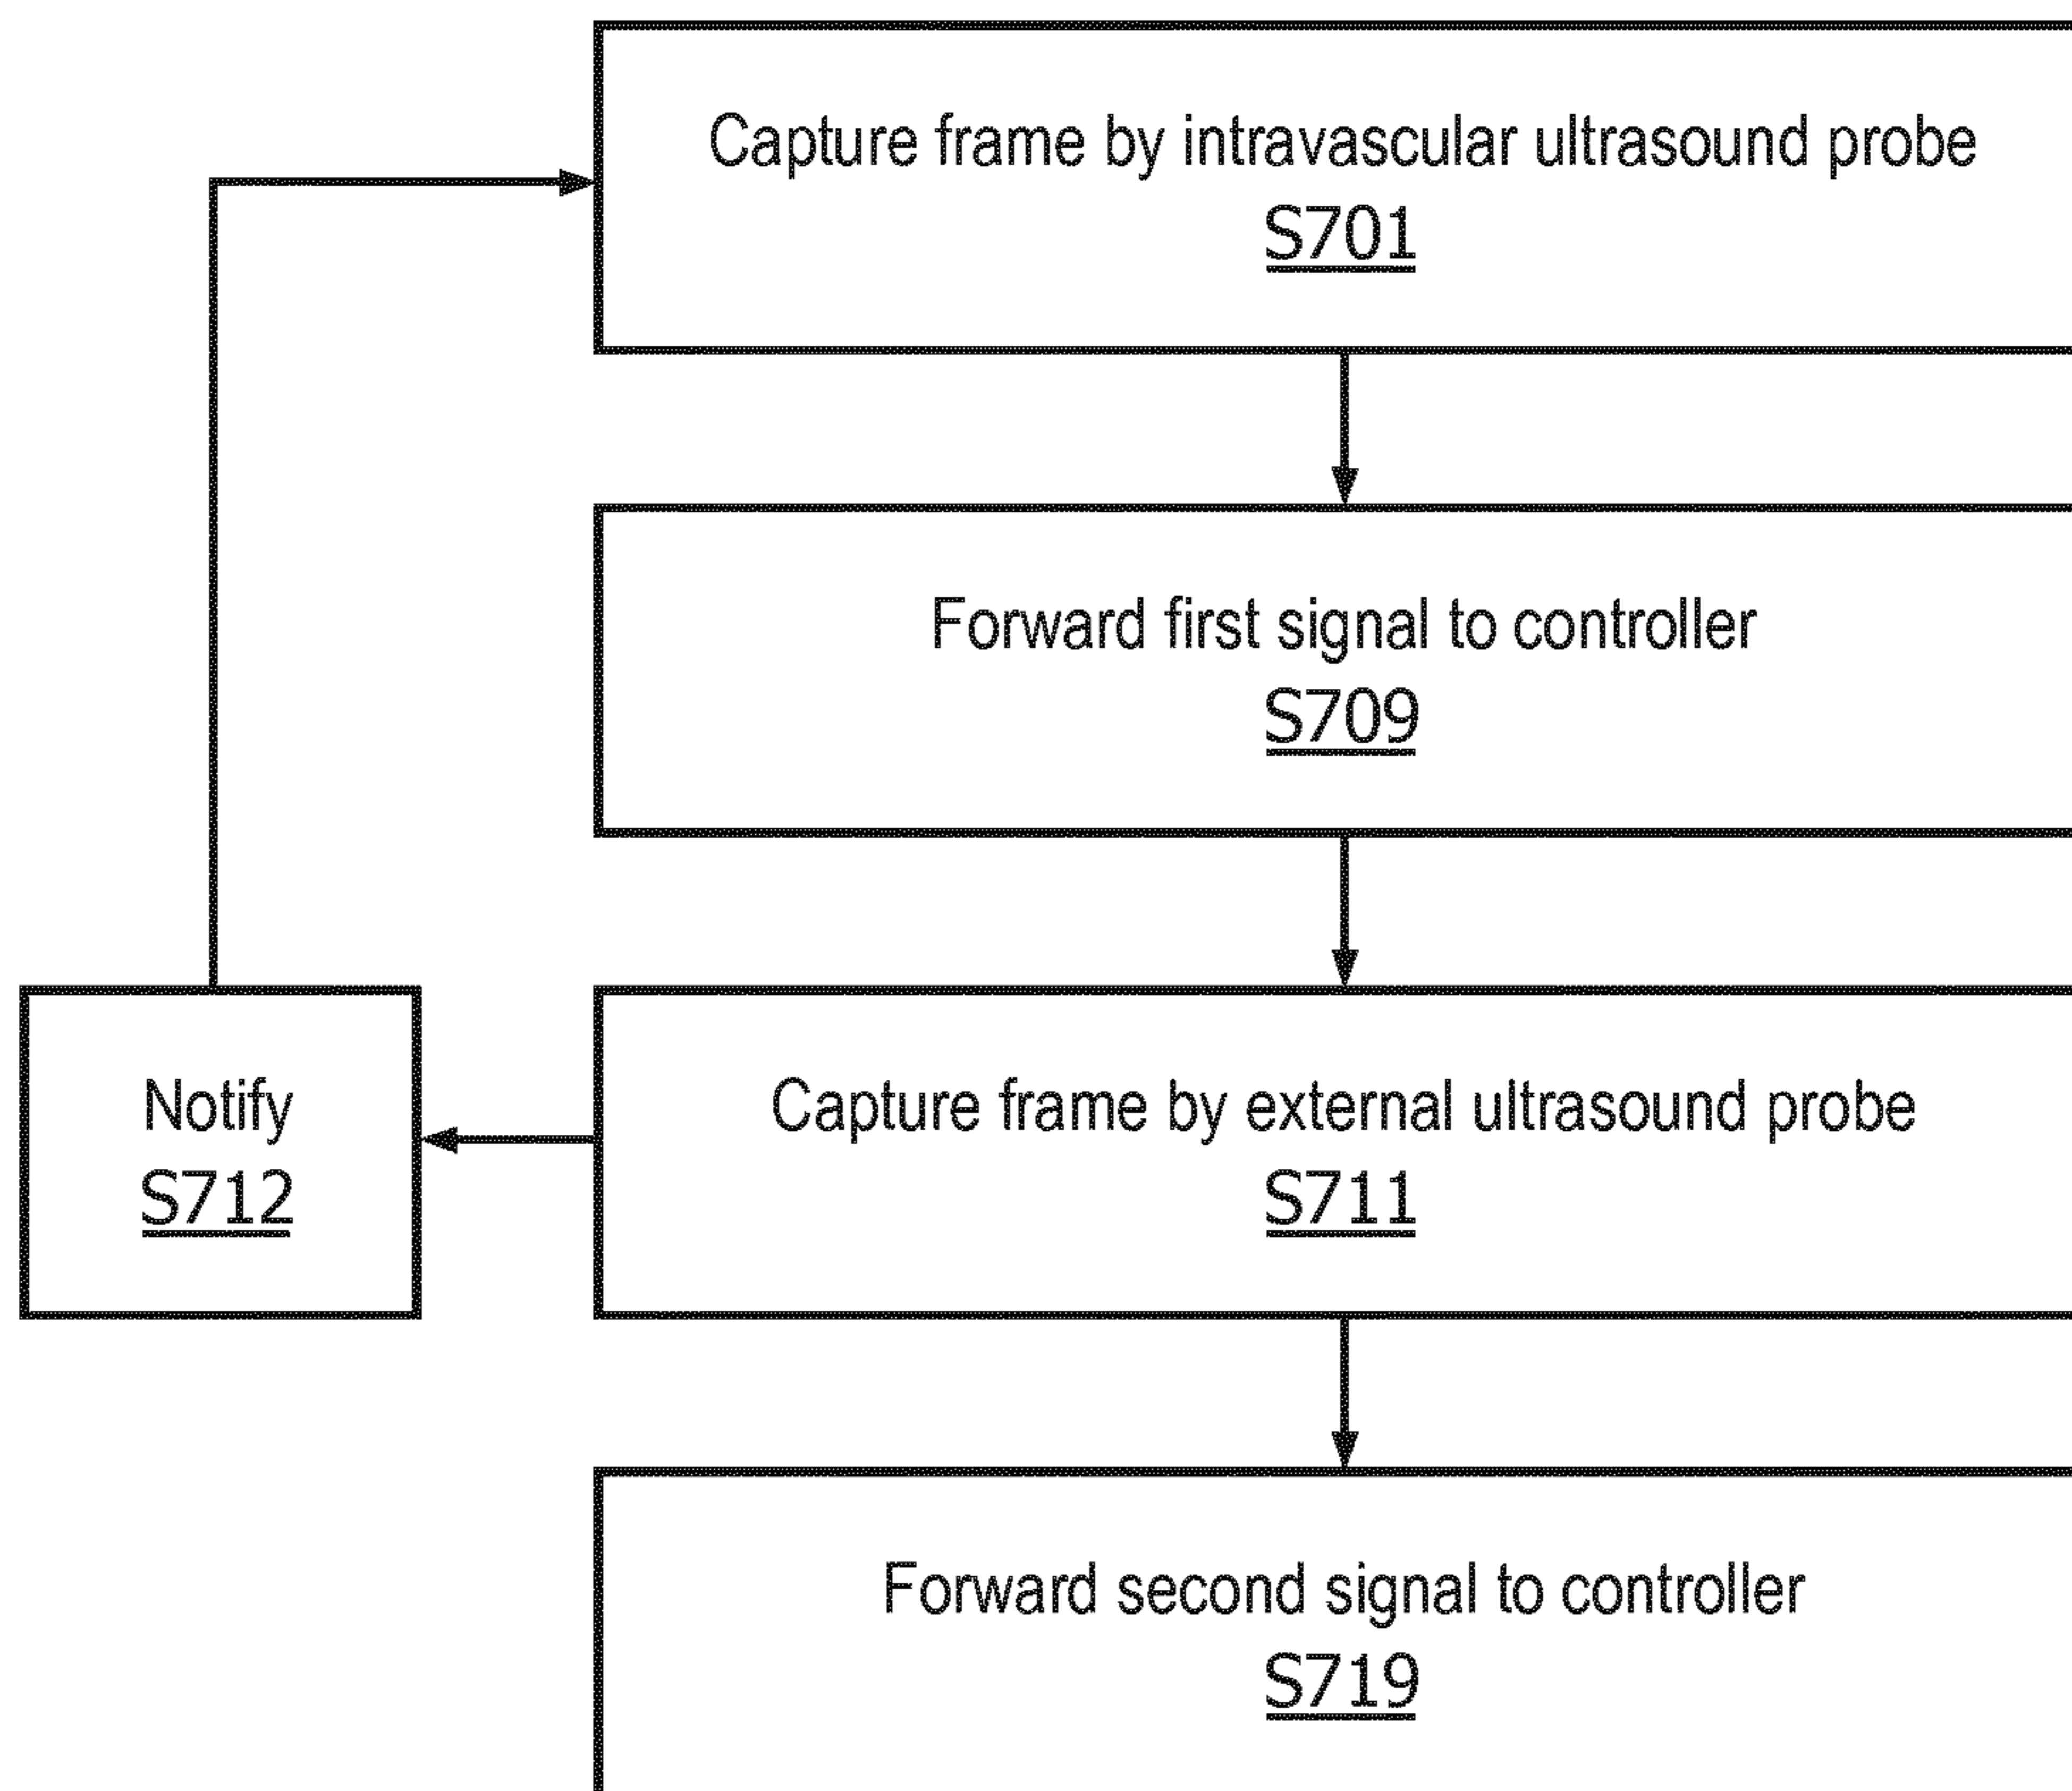 Capture frame by intravascular ultrasound probe
S701
Forward first signal to controller
S709
Capture frame by external ultrasound probe
S711
Notify
S712
Forward second signal to controller
S719